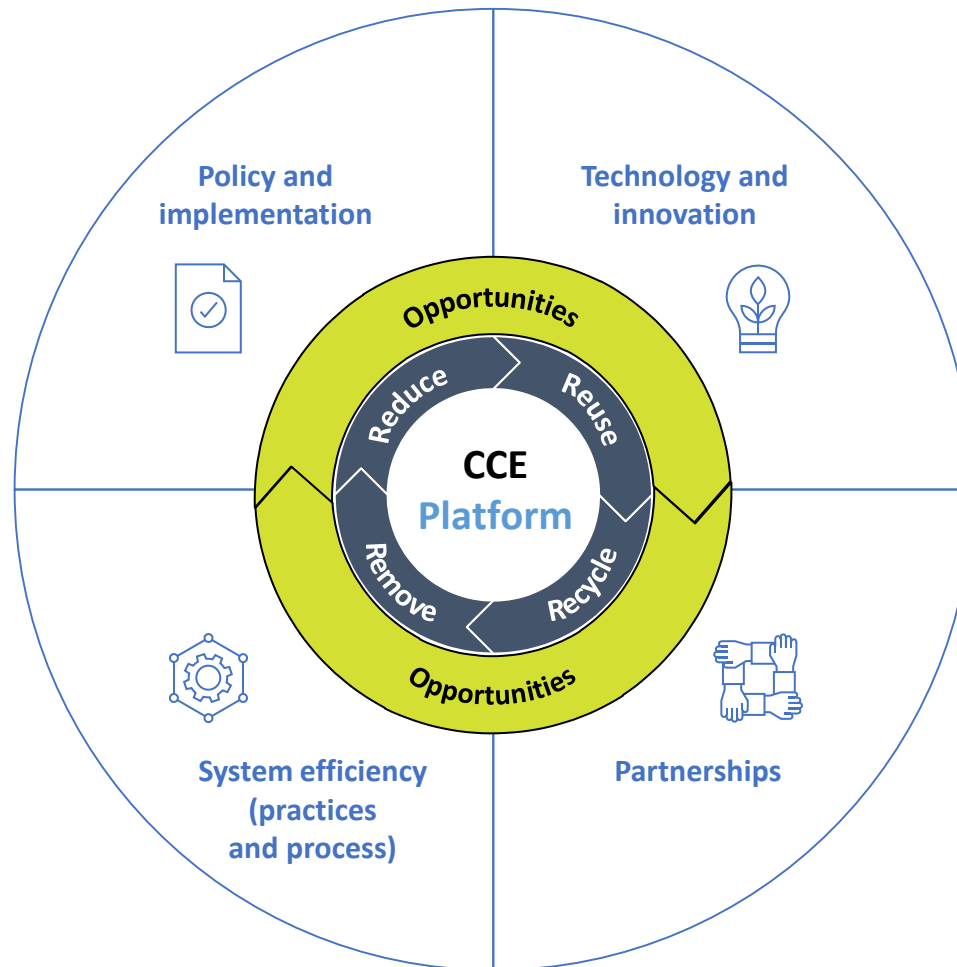 Policy and
implementation
Technology and
innovation
Opportunities
Reduce
Reuse
CCE
Platform
Remove
Recycle
Opportunities
System efficiency
(practices
and process)
Partnerships